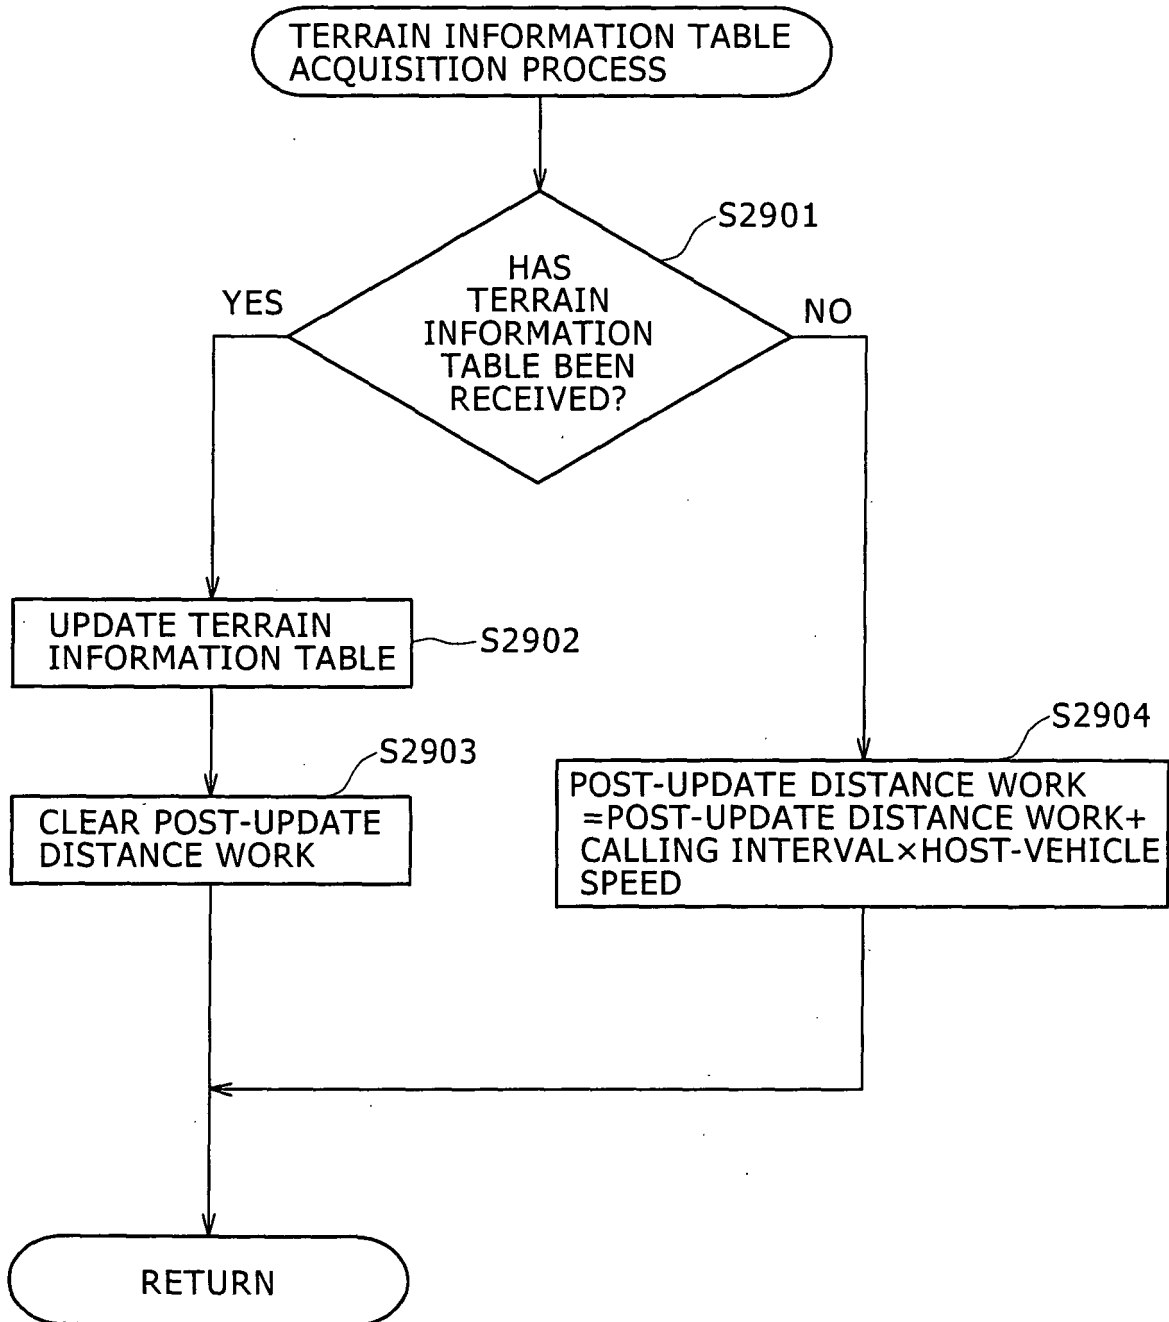 TERRAIN INFORMATION TABLE
ACQUISITION PROCESS
S2901
HAS
TERRAIN
INFORMATION
TABLE BEEN
RECEIVED?
YES
NO
UPDATE TERRAIN
INFORMATION TABLE
S2902
S2903
CLEAR POST-UPDATE
DISTANCE WORK
S2904
POST-UPDATE DISTANCE WORK
=POST-UPDATE DISTANCE WORK+
CALLING INTERVAL×HOST-VEHICLE
SPEED
RETURN